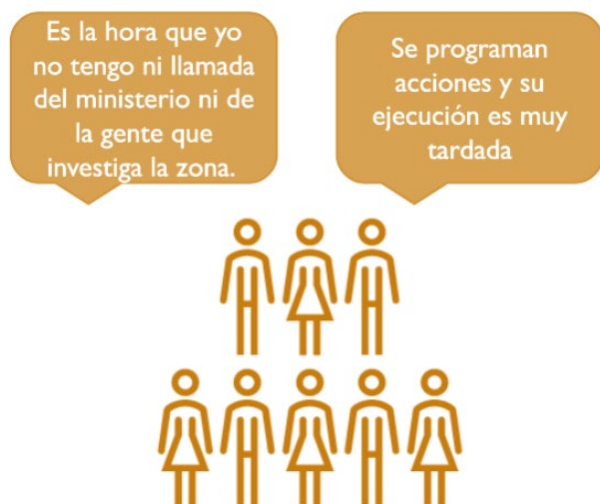 Es la hora que yo
no tengo ni llamada
del ministerio ni de
la gente que
investiga la zona.
Se programan
acciones y su
ejecución es muy
tardada